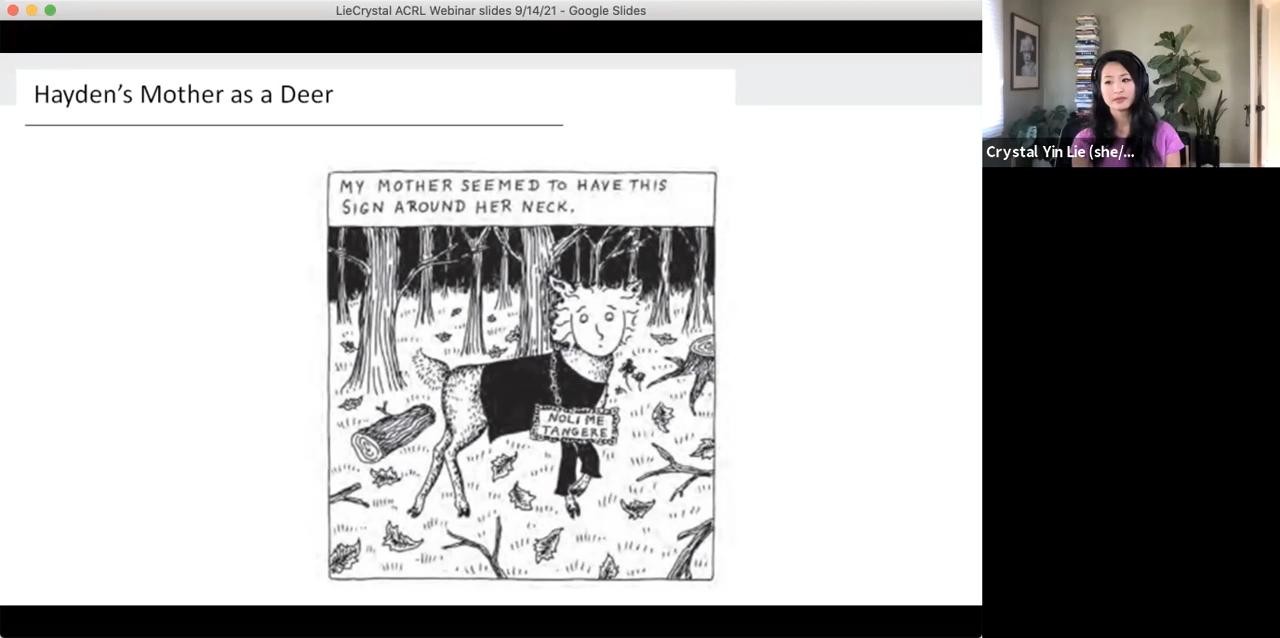 LieCrystal ACRL Webinar slides 9/14/21 - Google Slides
Hayden's Mother as a Deer
MY MOTHER SEEMED TO HAVE THIS
SIGN AROUND HER NECK.
NOLI ME
TANGERE
Crystal Yin Lie (she/...